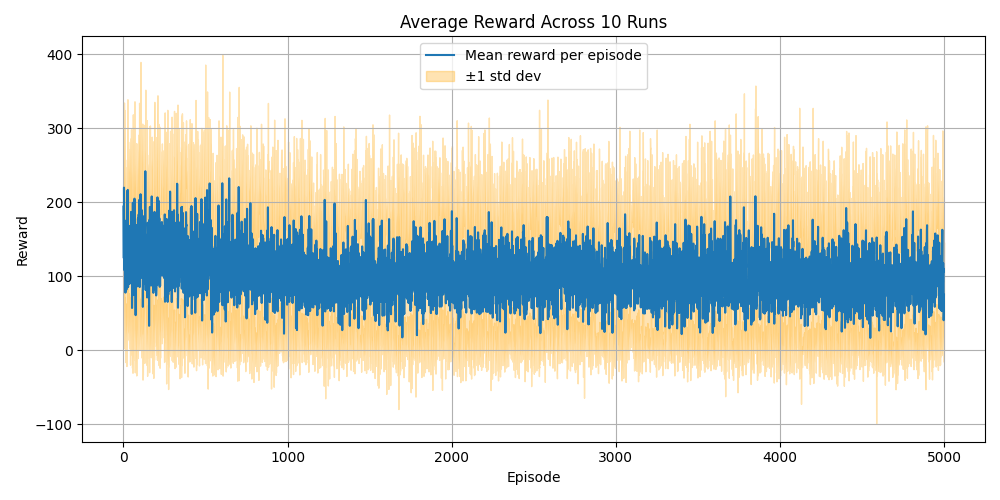 Average Reward Across 10 Runs
Mean reward per episode
±1 std dev
Reward
400
300
200
100
0
−100
0 1000 2000 3000 4000 5000
Episode